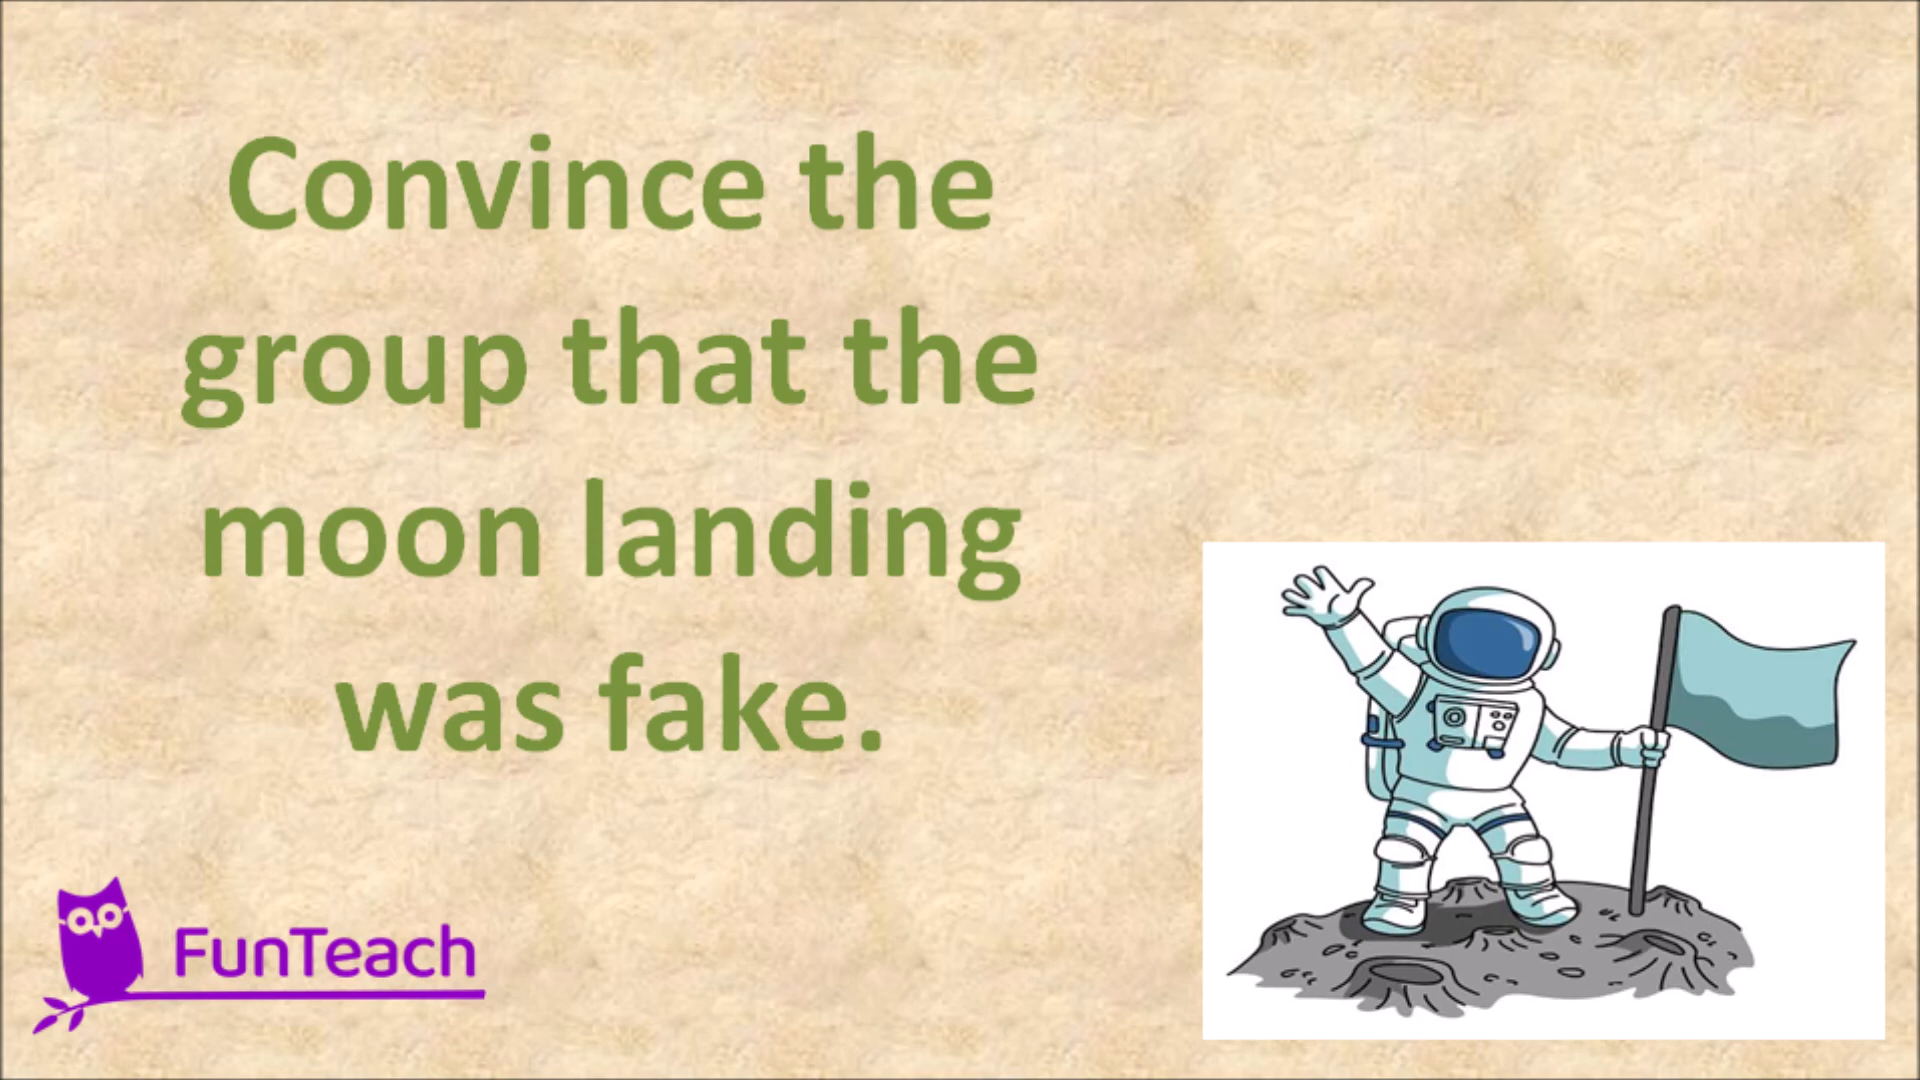 Convince the
group that the
moon landing
was fake.
FunTeach